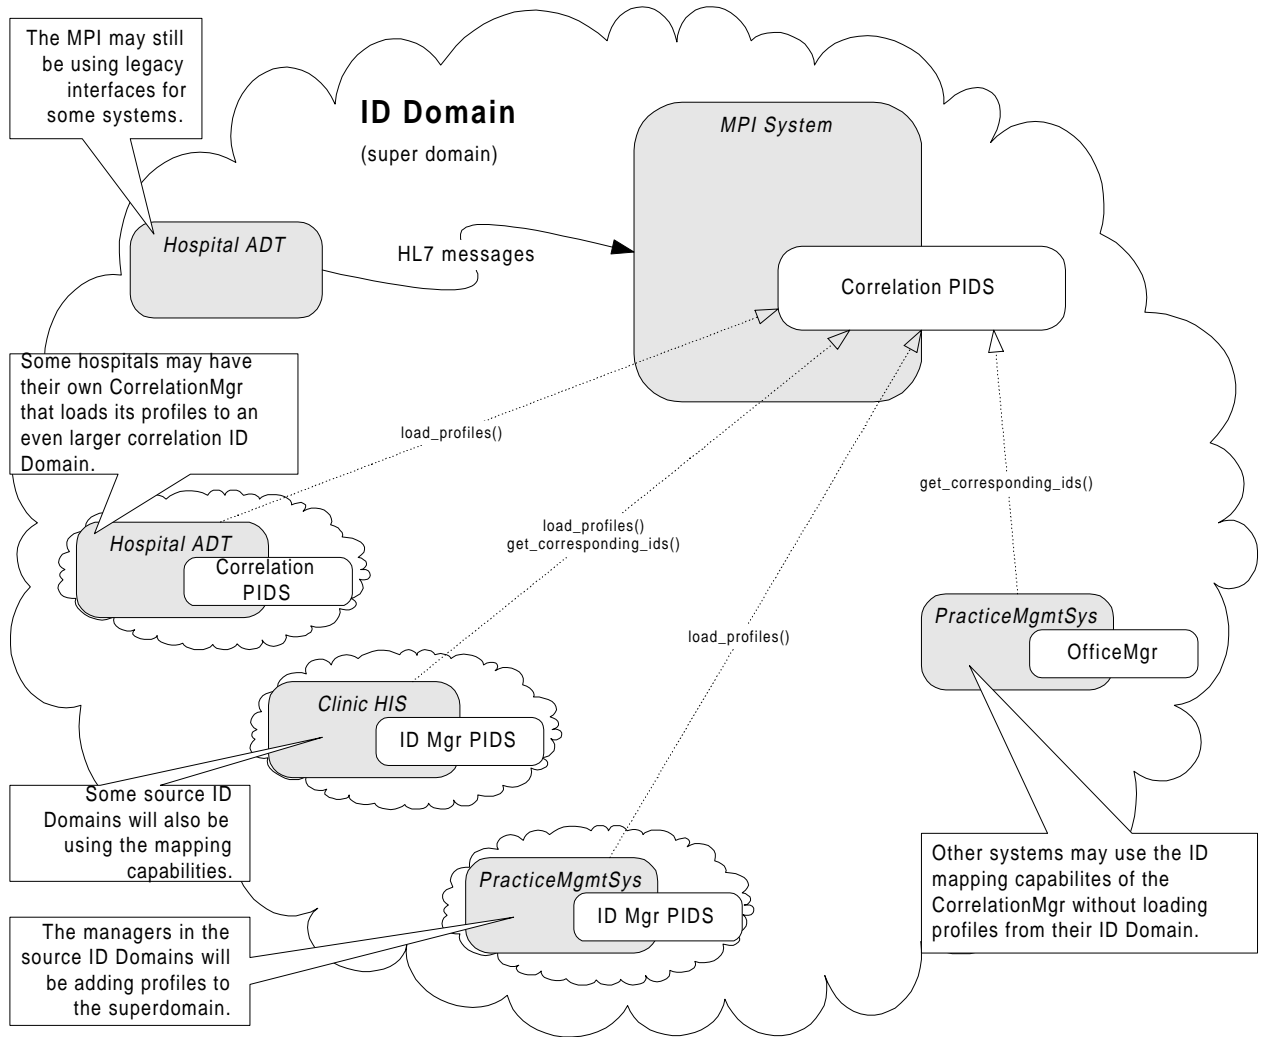 The MPI may still
be using legacy
interfaces for
some systems.
ID Domain
(super domain)
MPI System
Hospital ADT
HL7 messages
Correlation PIDS
Some hospitals may have
their own CorrelationMgr
that loads its profiles to an
even larger correlation ID
Domain.
load_profiles()
get_corresponding_ids()
load_profiles()
get_corresponding_ids()
Hospital ADT
Correlation
PIDS
PracticeMgmtSys
OfficeMgr
load_profiles()
Clinic HIS
ID Mgr PIDS
Some source ID
Domains will also be
using the mapping
capabilities.
Other systems may use the ID
mapping capabilites of the
CorrelationMgr without loading
profiles from their ID Domain.
PracticeMgmtSys
ID Mgr PIDS
The managers in the
source ID Domains will
be adding profiles to
the superdomain.